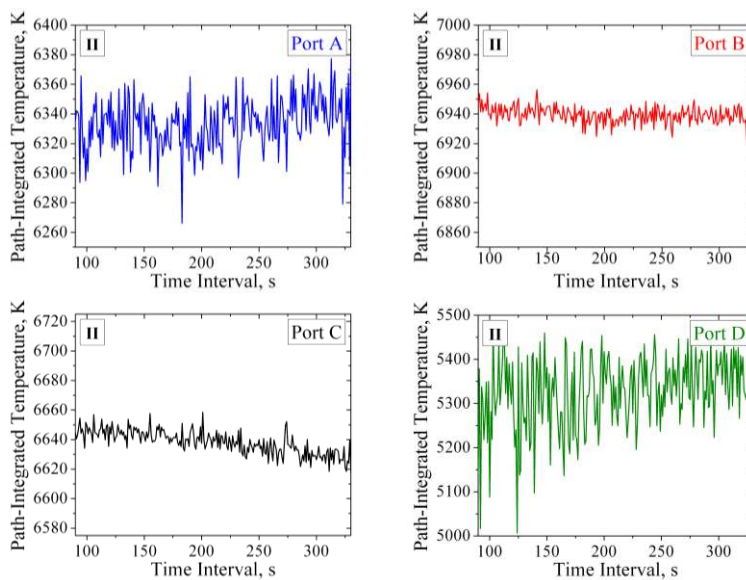 II
Port A
Path-Integrated Temperature, K
6400
6380
6360
6340
6320
6300
6280
6260
100 150 200 250 300
Time Interval, s
II
Port B
Path-Integrated Temperature, K
7000
6980
6960
6940
6920
6900
6880
6860
100 150 200 250 300
Time Interval, s
II
Port C
Path-Integrated Temperature, K
6720
6700
6680
6660
6640
6620
6600
6580
100 150 200 250 300
Time Interval, s
II
Port D
Path-Integrated Temperature, K
5500
5400
5300
5200
5100
5000
100 150 200 250 300
Time Interval, s